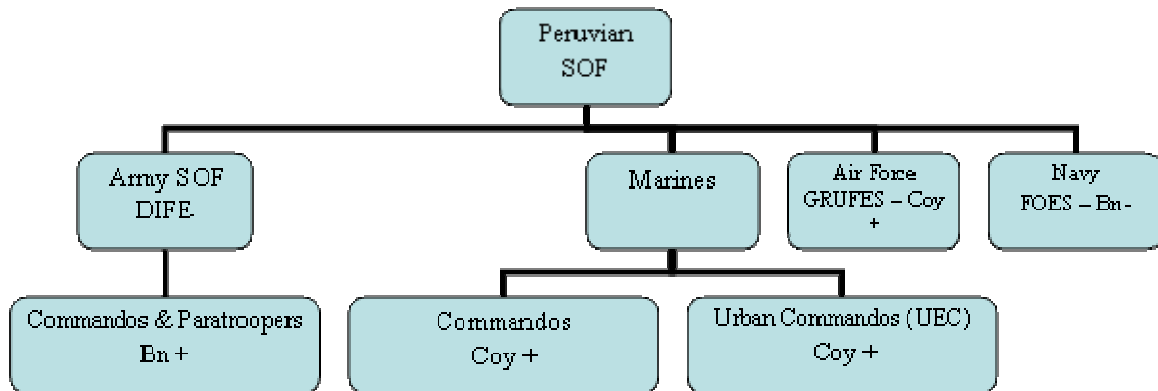 Peruvian
SOF
Army SOF
DIFE-
Marines
Air Force
GRUFES – Coy
+
Navy
FOES – Bn-
Commandos & Paratroopers
Bn +
Commandos
Coy +
Urban Commandos (UEC)
Coy +